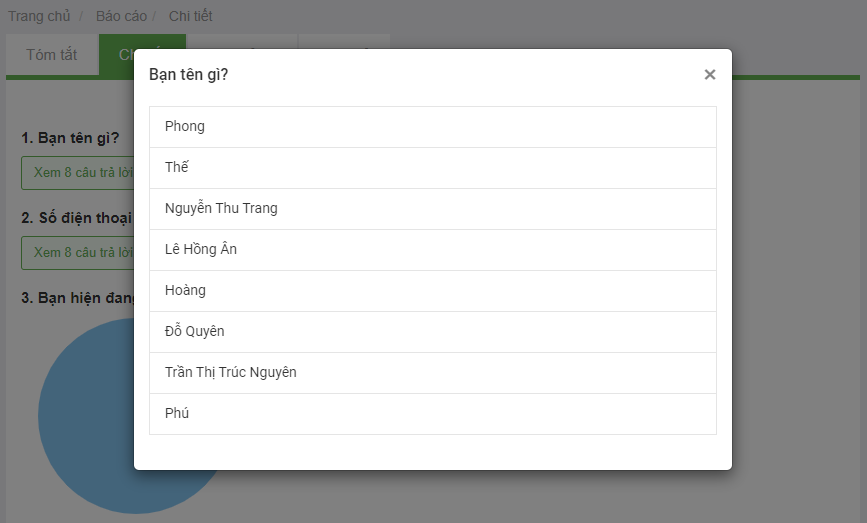 Trang chủ / Báo cáo / Chi tiết
Tóm tắt
Bạn tên gì? ×
Phong
1. Bạn tên gì?
Thế
Xem 8 câu trả lời
Nguyễn Thu Trang
2. Số điện thoại
Lê Hồng Ân
Xem 8 câu trả lời
Hoàng
3. Bạn hiện đang
Đỗ Quyên
Trần Thị Trúc Nguyên
Phú